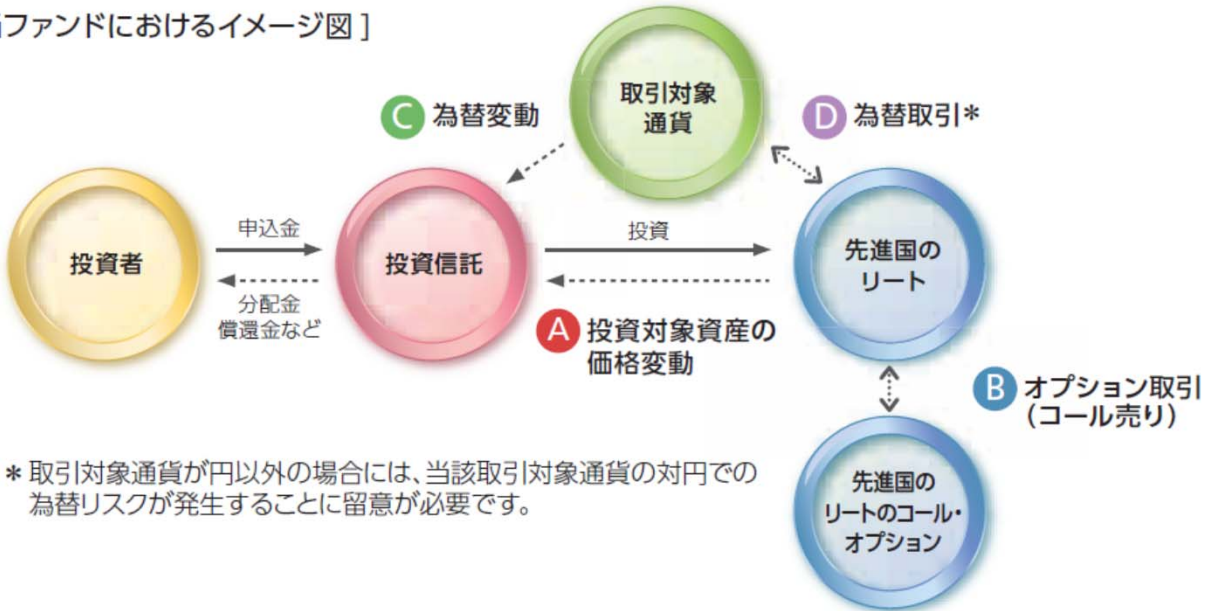 ファンドにおけるイメージ図 ]
取引対象
通貨
C 為替変動
D 為替取引*
投資者
申込金
分配金
償還金など
投資信託
投資
A 投資対象資産の
価格変動
先進国の
リート
B オプション取引
(コール売り)
先進国の
リートのコール・
オプション
* 取引対象通貨が円以外の場合には、当該取引対象通貨の対円での
為替リスクが発生することに留意が必要です。